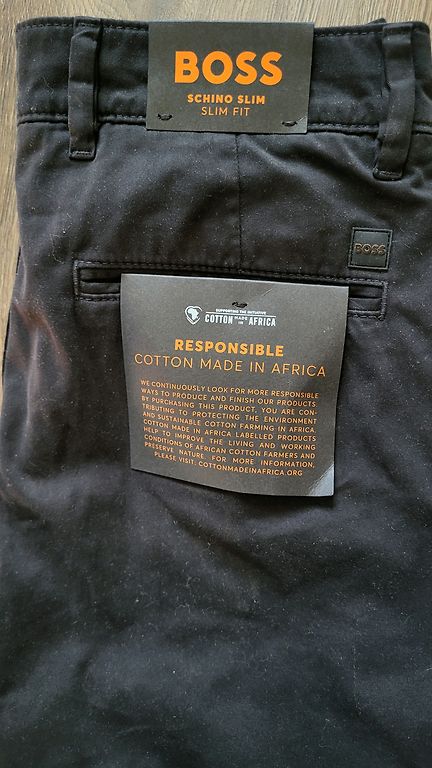 BOSS
SCHINO SLIM
SLIM FIT
BOSS
SUPPORTING THE INITIATIVE
COTTON MADE IN AFRICA
RESPONSIBLE
COTTON MADE IN AFRICA
WE CONTINUOUSLY LOOK FOR MORE RESPONSIBLE
WAYS TO PRODUCE AND FINISH OUR PRODUCTS.
BY PURCHASING THIS PRODUCT, YOU ARE CON-
TRIBUTING TO PROTECTING THE ENVIRONMENT
AND SUSTAINABLE COTTON FARMING IN AFRICA.
COTTON MADE IN AFRICA LABELLED PRODUCTS
HELP TO IMPROVE THE LIVING AND WORKING
CONDITIONS OF AFRICAN COTTON FARMERS AND
PRESERVE NATURE. FOR MORE INFORMATION,
PLEASE VISIT: COTTONMADEINAFRICA.ORG